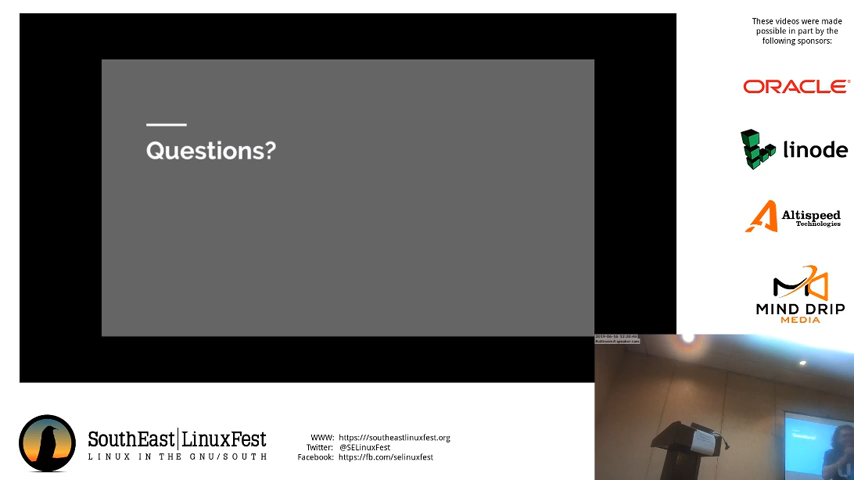 These videos were made
possible in part by the
following sponsors:
ORACLE
linode
Altispeed
Technologies
MIND DRIP
MEDIA
Questions?
SouthEast LinuxFest
LINUX IN THE GNU/SOUTH
WWW: https:///southeastlinuxfest.org
Twitter: @SELinuxFest
Facebook: https://fb.com/selinuxfest